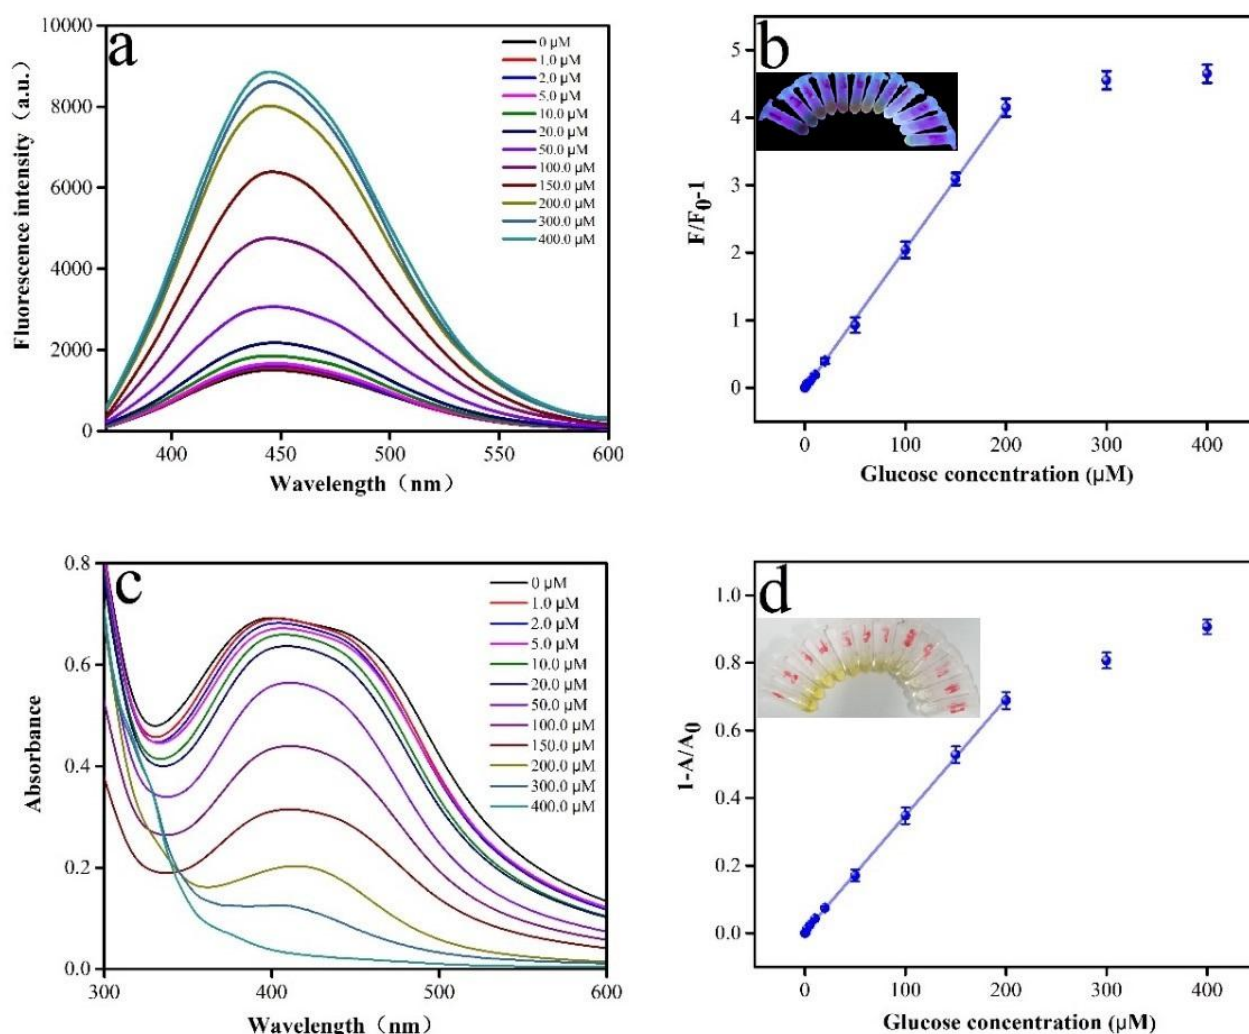 a
10000
8000
6000
4000
2000
0
400
450
500
550
600
Fluorescence intensity（a.u.）
Wavelength（nm）
0 µM
1.0 µM
2.0 µM
5.0 µM
10.0 µM
20.0 µM
50.0 µM
100.0 µM
150.0 µM
200.0 µM
300.0 µM
400.0 µM
b
5
4
3
2
1
0
0
100
200
300
400
F/F0-1
Glucose concentration (µM)
c
0.8
0.6
0.4
0.2
0.0
300
400
500
600
Absorbance
Wavelength（nm）
0 µM
1.0 µM
2.0 µM
5.0 µM
10.0 µM
20.0 µM
50.0 µM
100.0 µM
150.0 µM
200.0 µM
300.0 µM
400.0 µM
d
1.0
0.8
0.6
0.4
0.2
0.0
0
100
200
300
400
1-A/A0
Glucose concentration (µM)